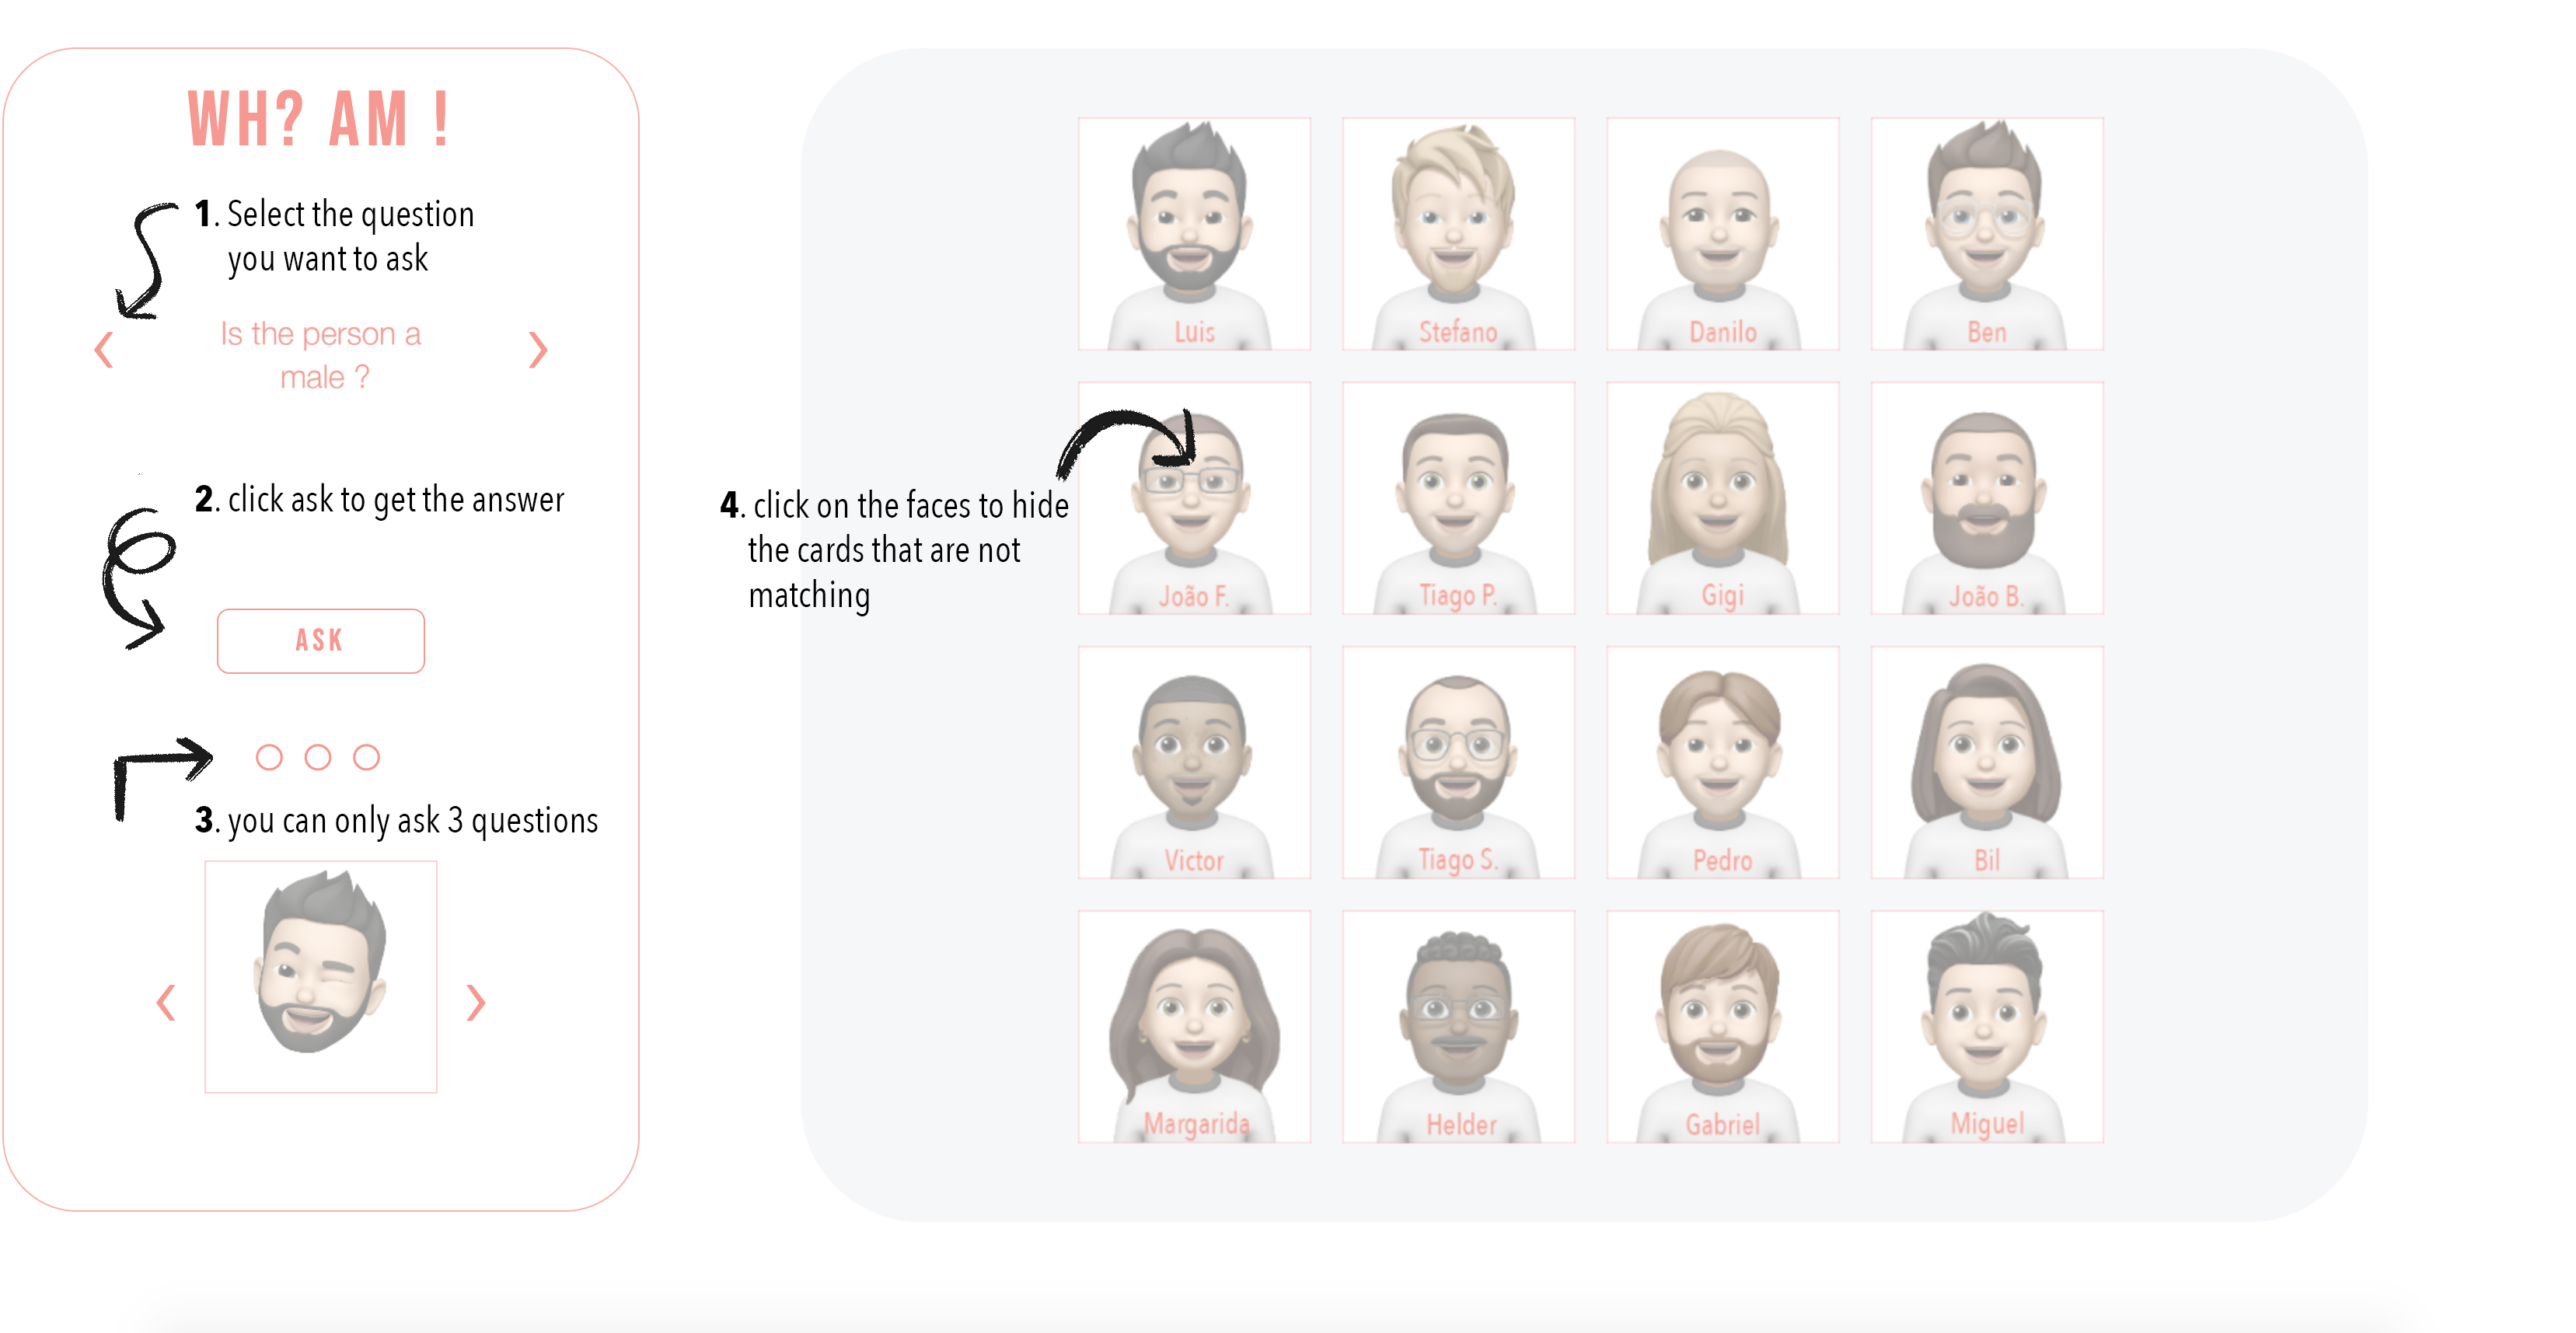 WH? AM !
1. Select the question
you want to ask
Is the person a
male ?
2. click ask to get the answer
ASK
3. you can only ask 3 questions
4. click on the faces to hide
the cards that are not
matching
Luis
Stefano
Danilo
Ben
João F.
Tiago P.
Gigi
João B.
Victor
Tiago S.
Pedro
Bil
Margarida
Helder
Gabriel
Miguel